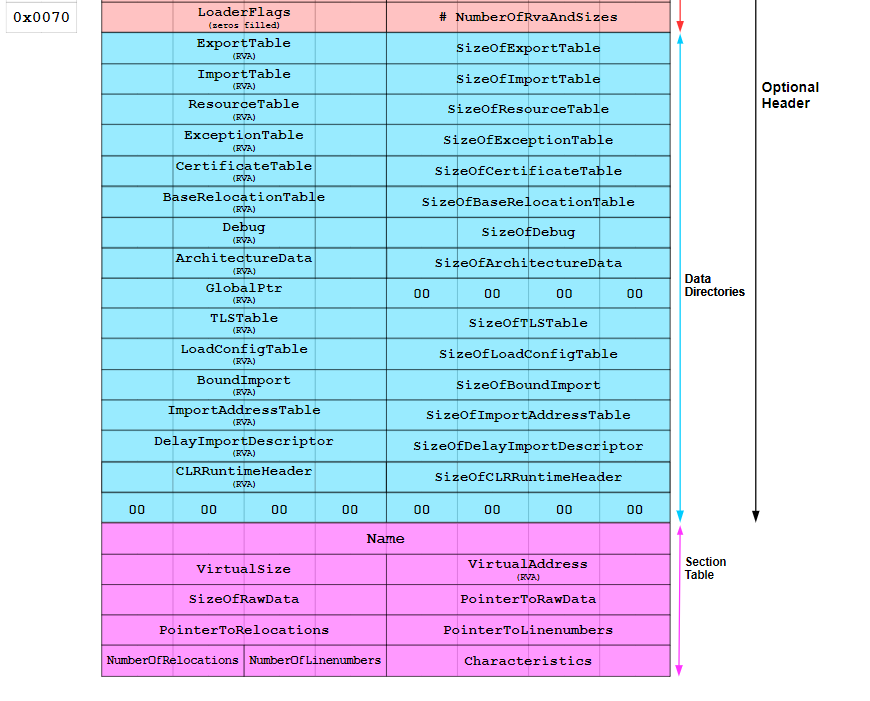 0x0070
LoaderFlags
(zeros filled)
# NumberOfRvaAndSizes
ExportTable
(RVA)
SizeOfExportTable
ImportTable
(RVA)
SizeOfImportTable
Optional
Header
ResourceTable
(RVA)
SizeOfResourceTable
ExceptionTable
(RVA)
SizeOfExceptionTable
CertificateTable
(RVA)
SizeOfCertificateTable
BaseRelocationTable
(RVA)
SizeOfBaseRelocationTable
Debug
(RVA)
SizeOfDebug
ArchitectureData
(RVA)
SizeOfArchitectureData
Data
Directories
GlobalPtr
(RVA)
00 00 00 00
TLSTable
(RVA)
SizeOfTLSTable
LoadConfigTable
(RVA)
SizeOfLoadConfigTable
BoundImport
(RVA)
SizeOfBoundImport
ImportAddressTable
(RVA)
SizeOfImportAddressTable
DelayImportDescriptor
(RVA)
SizeOfDelayImportDescriptor
CLRRuntimeHeader
(RVA)
SizeOfCLRRuntimeHeader
00 00 00 00 00 00 00 00
Name
VirtualSize
VirtualAddress
(RVA)
Section
Table
SizeOfRawData
PointerToRawData
PointerToRelocations
PointerToLinenumbers
NumberOfRelocations
NumberOfLinenumbers
Characteristics